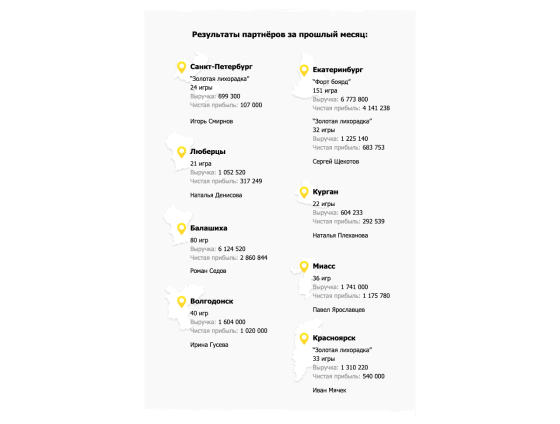 Результаты партнёров за прошлый месяц:
Санкт-Петербург
"Золотая лихорадка"
24 игры
Выручка: 699 300
Чистая прибыль: 107 000
Игорь Смирнов
Люберцы
21 игра
Выручка: 1 052 520
Чистая прибыль: 317 249
Наталья Денисова
Балашиха
80 игр
Выручка: 6 124 520
Чистая прибыль: 2 860 844
Роман Седов
Волгодонск
40 игр
Выручка: 1 604 000
Чистая прибыль: 1 020 000
Ирина Гусева
Екатеринбург
"Форт боярд"
151 игра
Выручка: 6 773 800
Чистая прибыль: 4 141 238
"Золотая лихорадка"
32 игры
Выручка: 1 225 140
Чистая прибыль: 683 753
Сергей Щекотов
Курган
22 игры
Выручка: 604 233
Чистая прибыль: 292 539
Наталья Плеханова
Миасс
36 игр
Выручка: 1 741 000
Чистая прибыль: 1 175 780
Павел Ярославцев
Красноярск
"Золотая лихорадка"
33 игры
Выручка: 1 310 220
Чистая прибыль: 540 000
Иван Мячек